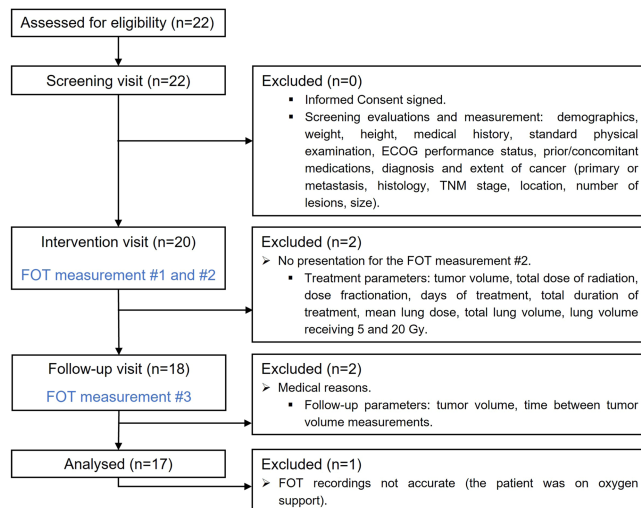 Assessed for eligibility (n=22)
Screening visit (n=22)
Excluded (n=0)
▪ Informed Consent signed.
▪ Screening evaluations and measurement: demographics,
weight, height, medical history, standard physical
examination, ECOG performance status, prior/concomitant
medications, diagnosis and extent of cancer (primary or
metastasis, histology, TNM stage, location, number of
lesions, size).
Intervention visit (n=20)
FOT measurement #1 and #2
Excluded (n=2)
➢ No presentation for the FOT measurement #2.
▪ Treatment parameters: tumor volume, total dose of radiation,
dose fractionation, days of treatment, total duration of
treatment, mean lung dose, total lung volume, lung volume
receiving 5 and 20 Gy.
Follow-up visit (n=18)
FOT measurement #3
Excluded (n=2)
➢ Medical reasons.
▪ Follow-up parameters: tumor volume, time between tumor
volume measurements.
Analysed (n=17)
Excluded (n=1)
➢ FOT recordings not accurate (the patient was on oxygen
support).